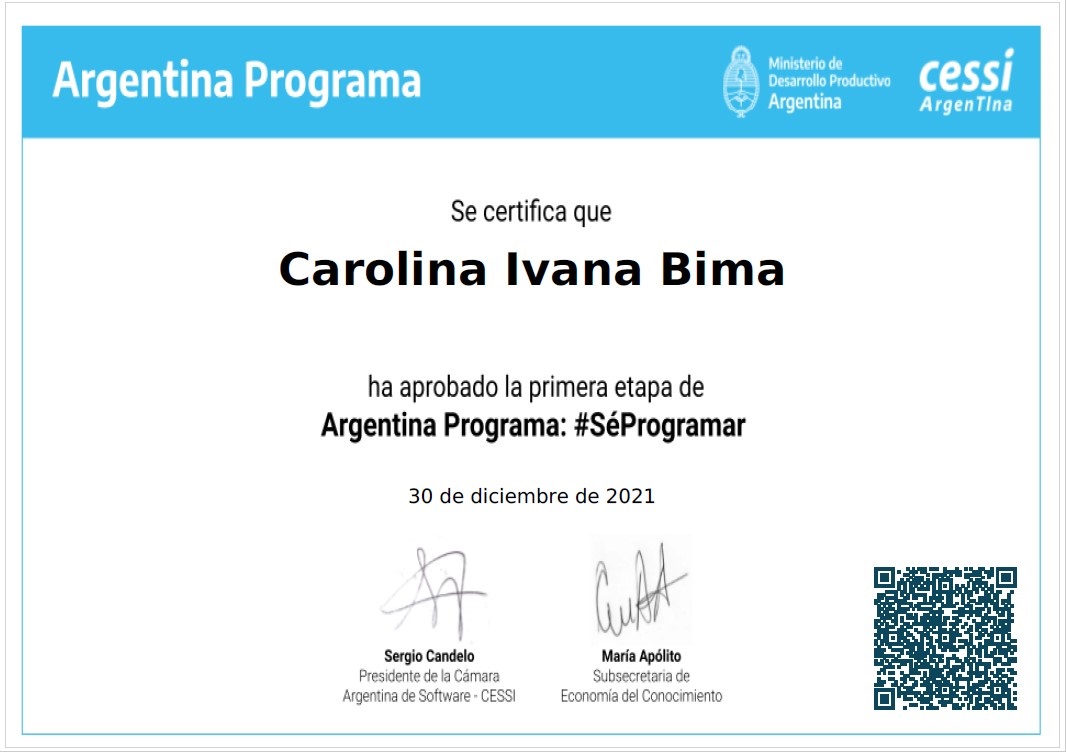 Argentina Programa
Ministerio de
Desarrollo Productivo
Argentina
cessi
ArgenTIna
Se certifica que
Carolina Ivana Bima
ha aprobado la primera etapa de
Argentina Programa: #SéProgramar
30 de diciembre de 2021
Sergio Candelo
Presidente de la Cámara
Argentina de Software - CESSI
María Apólito
Subsecretaria de
Economía del Conocimiento